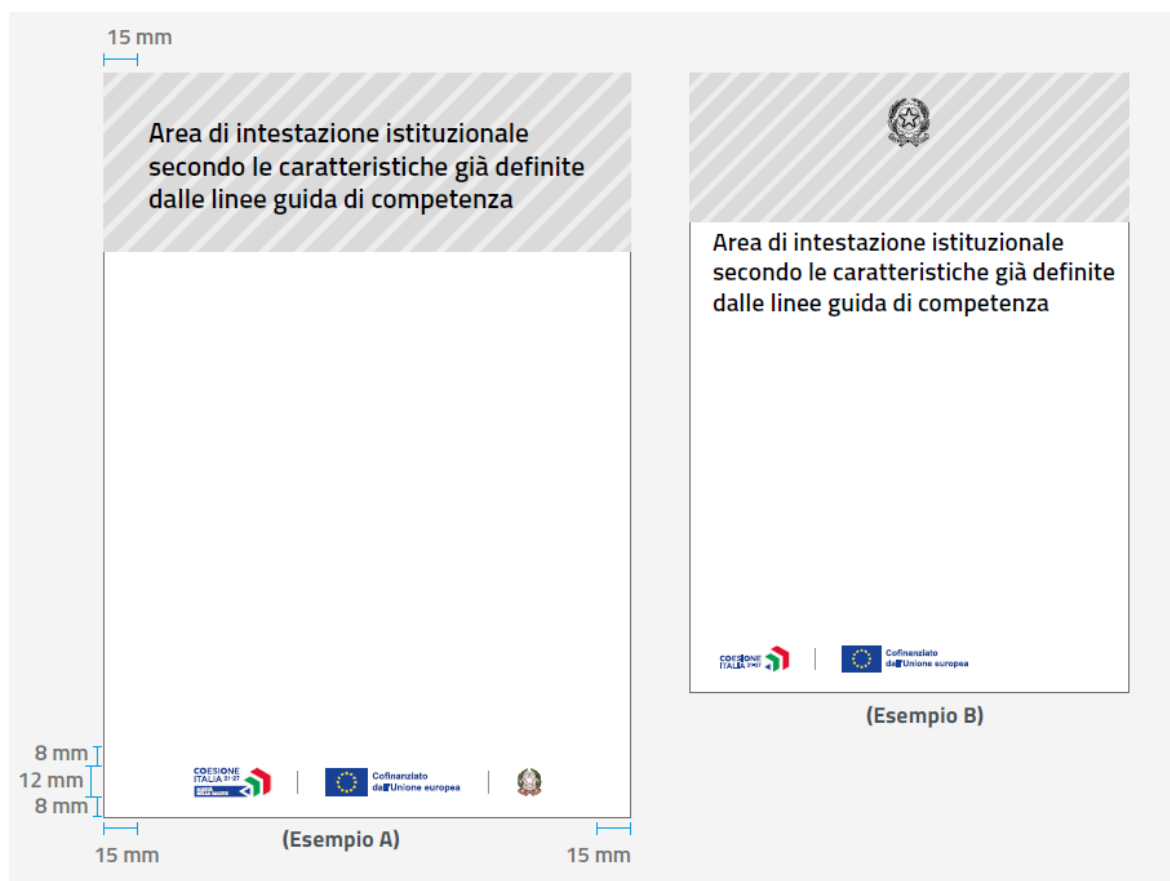 15 mm
Area di intestazione istituzionale
secondo le caratteristiche già definite
dalle linee guida di competenza
8 mm
12 mm
8 mm
COESIONE
ITALIA 21-27
Cofinanziato
dall'Unione europea
15 mm
(Esempio A)
15 mm
Area di intestazione istituzionale
secondo le caratteristiche già definite
dalle linee guida di competenza
COESIONE
ITALIA 21-27
Cofinanziato
dall'Unione europea
(Esempio B)